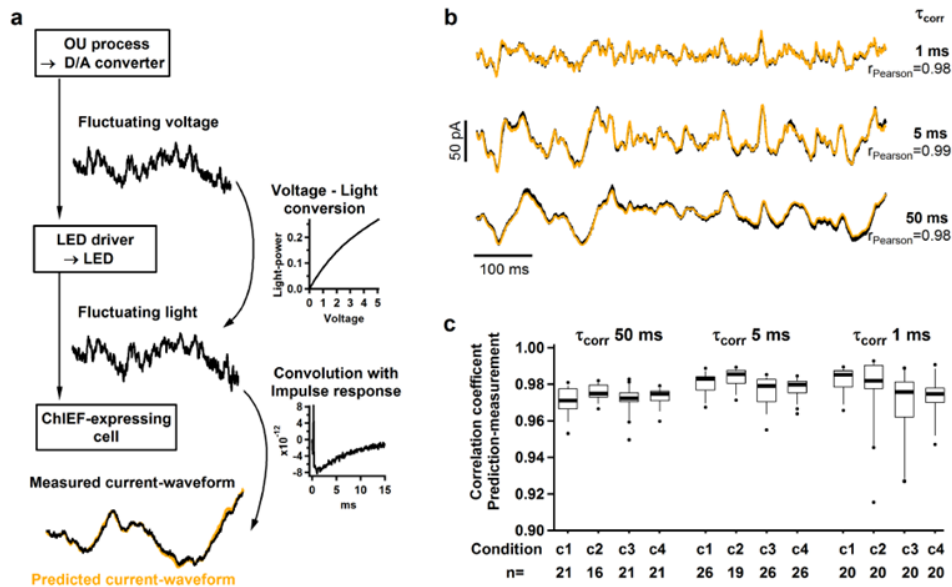 a
OU process
→ D/A converter
Fluctuating voltage
Voltage - Light
conversion
Light-power
0.2
0.1
0.0
0 1 2 3 4 5
Voltage
LED driver
→ LED
Fluctuating light
Convolution with
Impulse response
x10⁻¹²
4
0
-4
-8
0 5 10 15
ms
ChIEF-expressing
cell
Measured current-waveform
Predicted current-waveform
b
τcorr
1 ms
rPearson=0.98
50 pA
5 ms
rPearson=0.99
50 ms
rPearson=0.98
100 ms
c
τcorr 50 ms τcorr 5 ms τcorr 1 ms
Correlation coefficent
Prediction-measurement
1.00
0.98
0.96
0.94
0.92
0.90
Condition c1 c2 c3 c4 c1 c2 c3 c4 c1 c2 c3 c4
n= 21 16 21 21 26 19 26 26 20 20 20 20